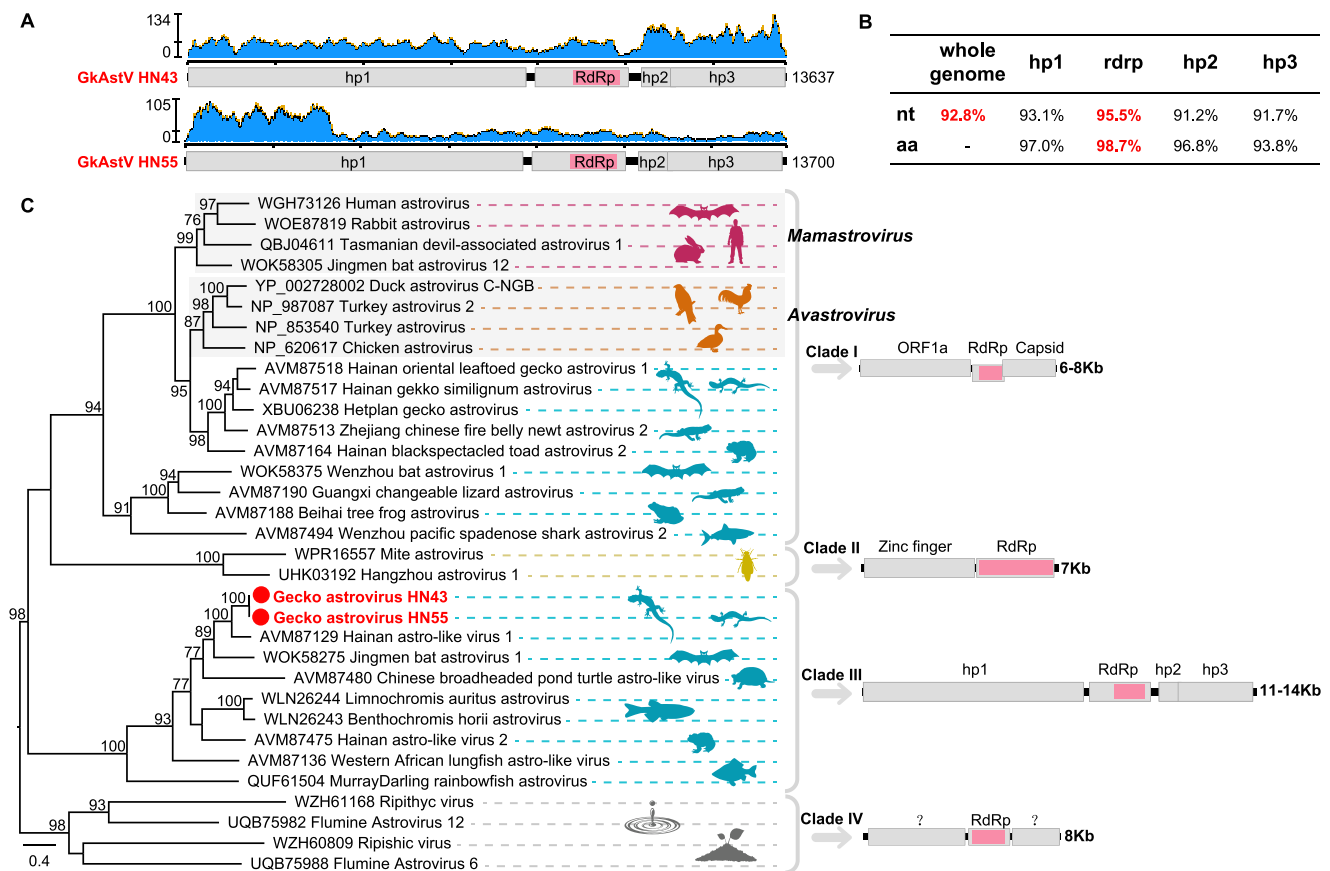 A
134
0
GkAstV HN43
hp1
RdRp
hp2
hp3
13637
105
0
GkAstV HN55
hp1
RdRp
hp2
hp3
13700
B
whole genome hp1 rdrp hp2 hp3
nt 92.8% 93.1% 95.5% 91.2% 91.7%
aa - 97.0% 98.7% 96.8% 93.8%
C
97 WGH73126 Human astrovirus
76 WOE87819 Rabbit astrovirus
99 QBJ04611 Tasmanian devil-associated astrovirus 1
WOK58305 Jingmen bat astrovirus 12
Mamastrovirus
100
100 YP_002728002 Duck astrovirus C-NGB
98 NP_987087 Turkey astrovirus 2
87 NP_853540 Turkey astrovirus
NP_620617 Chicken astrovirus
Avastrovirus
95
AVM87518 Hainan oriental leaftoed gecko astrovirus 1
94 AVM87517 Hainan gekko similignum astrovirus
100 XBU06238 Hetplan gecko astrovirus
94
AVM87513 Zhejiang chinese fire belly newt astrovirus 2
98 AVM87164 Hainan blackspectacled toad astrovirus 2
94 WOK58375 Wenzhou bat astrovirus 1
100 AVM87190 Guangxi changeable lizard astrovirus
91 AVM87188 Beihai tree frog astrovirus
AVM87494 Wenzhou pacific spadenose shark astrovirus 2
Clade I
ORF1a
RdRp
Capsid
6-8Kb
100 WPR16557 Mite astrovirus
UHK03192 Hangzhou astrovirus 1
Clade II
Zinc finger
RdRp
7Kb
98
100 Gecko astrovirus HN43
100 Gecko astrovirus HN55
89 AVM87129 Hainan astro-like virus 1
77 WOK58275 Jingmen bat astrovirus 1
77 AVM87480 Chinese broadheaded pond turtle astro-like virus
100 WLN26244 Limnochromis auritus astrovirus
93 WLN26243 Benthochromis horii astrovirus
100 AVM87475 Hainan astro-like virus 2
AVM87136 Western African lungfish astro-like virus
QUF61504 MurrayDarling rainbowfish astrovirus
Clade III
hp1
RdRp
hp2
hp3
11-14Kb
93 WZH61168 Ripithyc virus
UQB75982 Flumine Astrovirus 12
98 WZH60809 Ripishic virus
UQB75988 Flumine Astrovirus 6
0.4
Clade IV
?
RdRp
?
8Kb